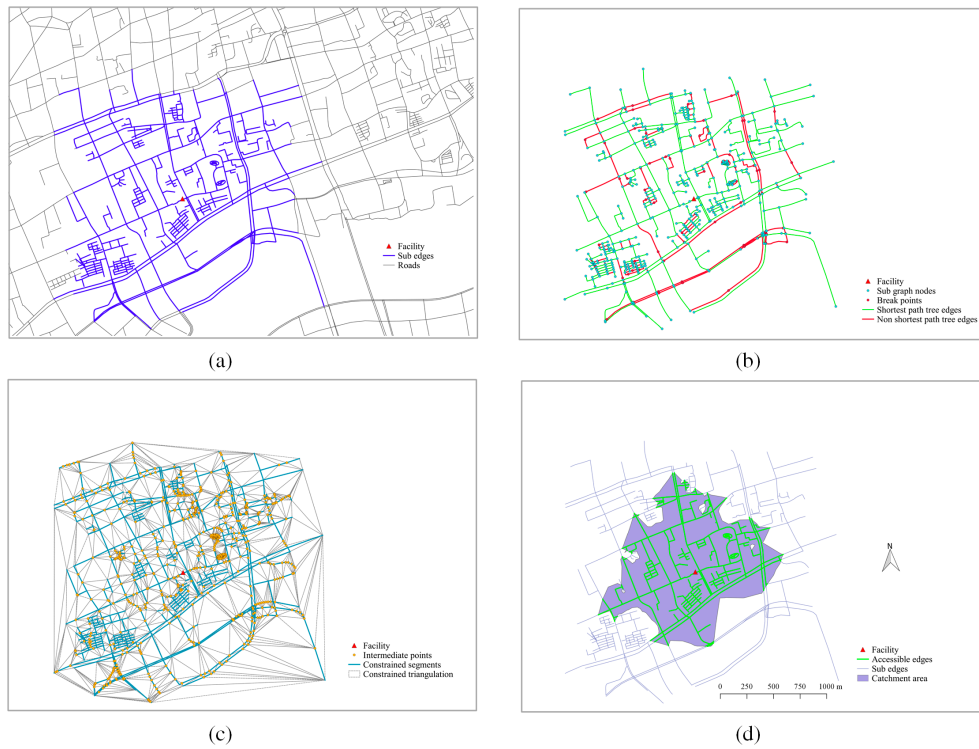 Facility
Sub edges
Roads
(a)
Facility
Sub graph nodes
Break points
Shortest path tree edges
Non shortest path tree edges
(b)
Facility
Intermediate points
Constrained segments
Constrained triangulation
(c)
N
Facility
Accessible edges
Sub edges
Catchment area
0 250 500 750 1000 m
(d)